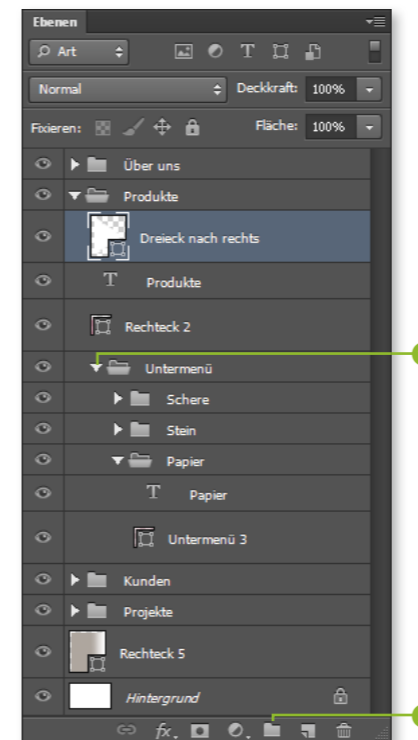 Ebenen
Art
Normal Deckkraft: 100%
Fixieren: Fläche: 100%
Über uns
Produkte
Dreieck nach rechts
T Produkte
Rechteck 2
Untermenü
Schere
Stein
Papier
T Papier
Untermenü 3
Kunden
Projekte
Rechteck 5
Hintergrund
fx.